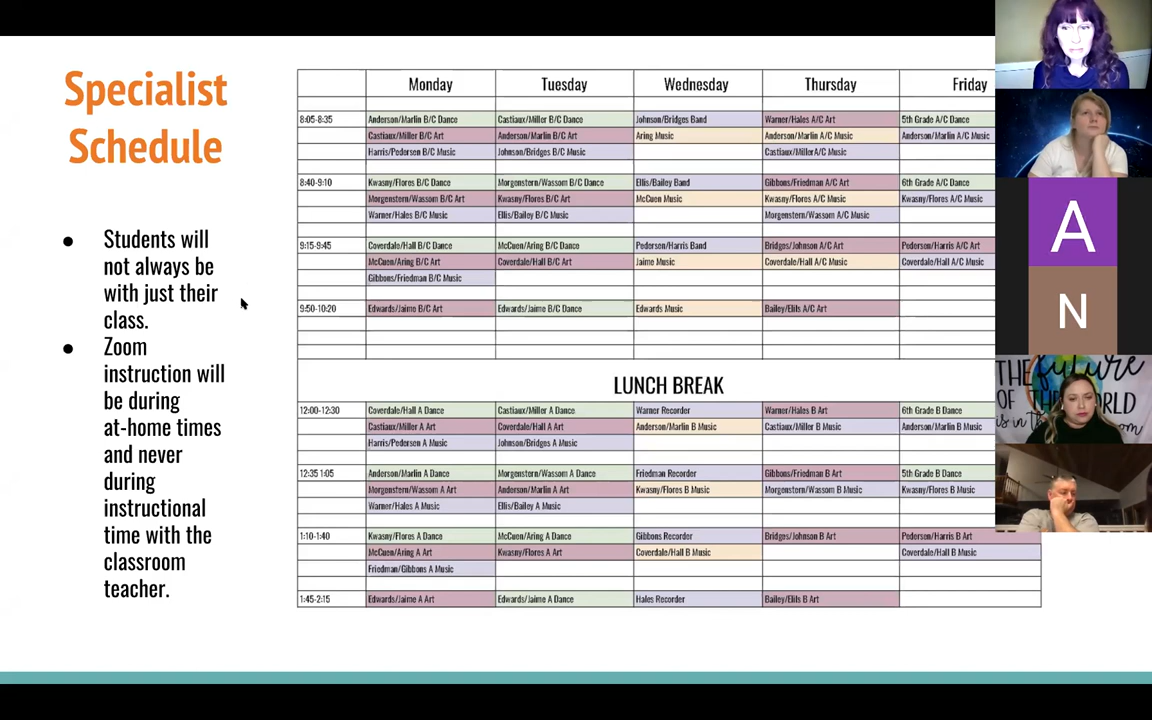 Specialist
Schedule
● Students will
not always be
with just their
class.
● Zoom
instruction will
be during
at-home times
and never
during
instructional
time with the
classroom
teacher.
Monday Tuesday Wednesday Thursday Friday
8:05-8:35 Anderson/Marlin B/C Dance Castiaux/Miller B/C Dance Johnson/Bridges Band Warner/Hales A/C Art 5th Grade A/C Dance
Castiaux/Miller B/C Art Anderson/Marlin B/C Art Aring Music Anderson/Marlin A/C Music Anderson/Marlin A/C Music
Harris/Pedersen B/C Music Johnson/Bridges B/C Music Castiaux/MillerA/C Music
8:40-9:10 Kwasny/Flores B/C Dance Morgenstern/Wassom B/C Dance Ellis/Bailey Band Gibbons/Friedman A/C Art 6th Grade A/C Dance
Morgenstern/Wassom B/C Art Kwasny/Flores B/C Art McCuen Music Kwasny/Flores A/C Music Kwasny/Flores A/C Music
Warner/Hales B/C Music Ellis/Bailey B/C Music Morgenstern/Wassom A/C Music
9:15-9:45 Coverdale/Hall B/C Dance McCuen/Aring B/C Dance Pederson/Harris Band Bridges/Johnson A/C Art Pedersen/Harris A/C Art
McCuen/Aring B/C Art Coverdale/Hall B/C Art Jaime Music Coverdale/Hall A/C Music Coverdale/Hall A/C Music
Gibbons/Friedman B/C Music
9:50-10:20 Edwards/Jaime B/C Art Edwards/Jaime B/C Dance Edwards Music Bailey/Ellis A/C Art
LUNCH BREAK
12:00-12:30 Coverdale/Hall A Dance Castiaux/Miller A Dance Warner Recorder Warner/Hales B Art 6th Grade B Dance
Castiaux/Miller A Art Coverdale/Hall A Art Anderson/Marlin B Music Castiaux/Miller B Music Anderson/Marlin B Music
Harris/Pedersen A Music Johnson/Bridges A Music
12:35 1:05 Anderson/Marlin A Dance Morgenstern/Wassom A Dance Friedman Recorder Gibbons/Friedman B Art 5th Grade B Dance
Morgenstern/Wassom A Art Anderson/Marlin A Art Kwasny/Flores B Music Morgenstern/Wassom B Music Kwasny/Flores B Music
Warner/Hales A Music Ellis/Bailey A Music
1:10-1:40 Kwasny/Flores A Dance McCuen/Aring A Dance Gibbons Recorder Bridges/Johnson B Art Pedersen/Harris B Art
McCuen/Aring A Art Kwasny/Flores A Art Coverdale/Hall B Music Coverdale/Hall B Music
Friedman/Gibbons A Music
1:45-2:15 Edwards/Jaime A Art Edwards/Jaime A Dance Hales Recorder Bailey/Ellis B Art
A
N
THE future
OF THE WORLD
is in